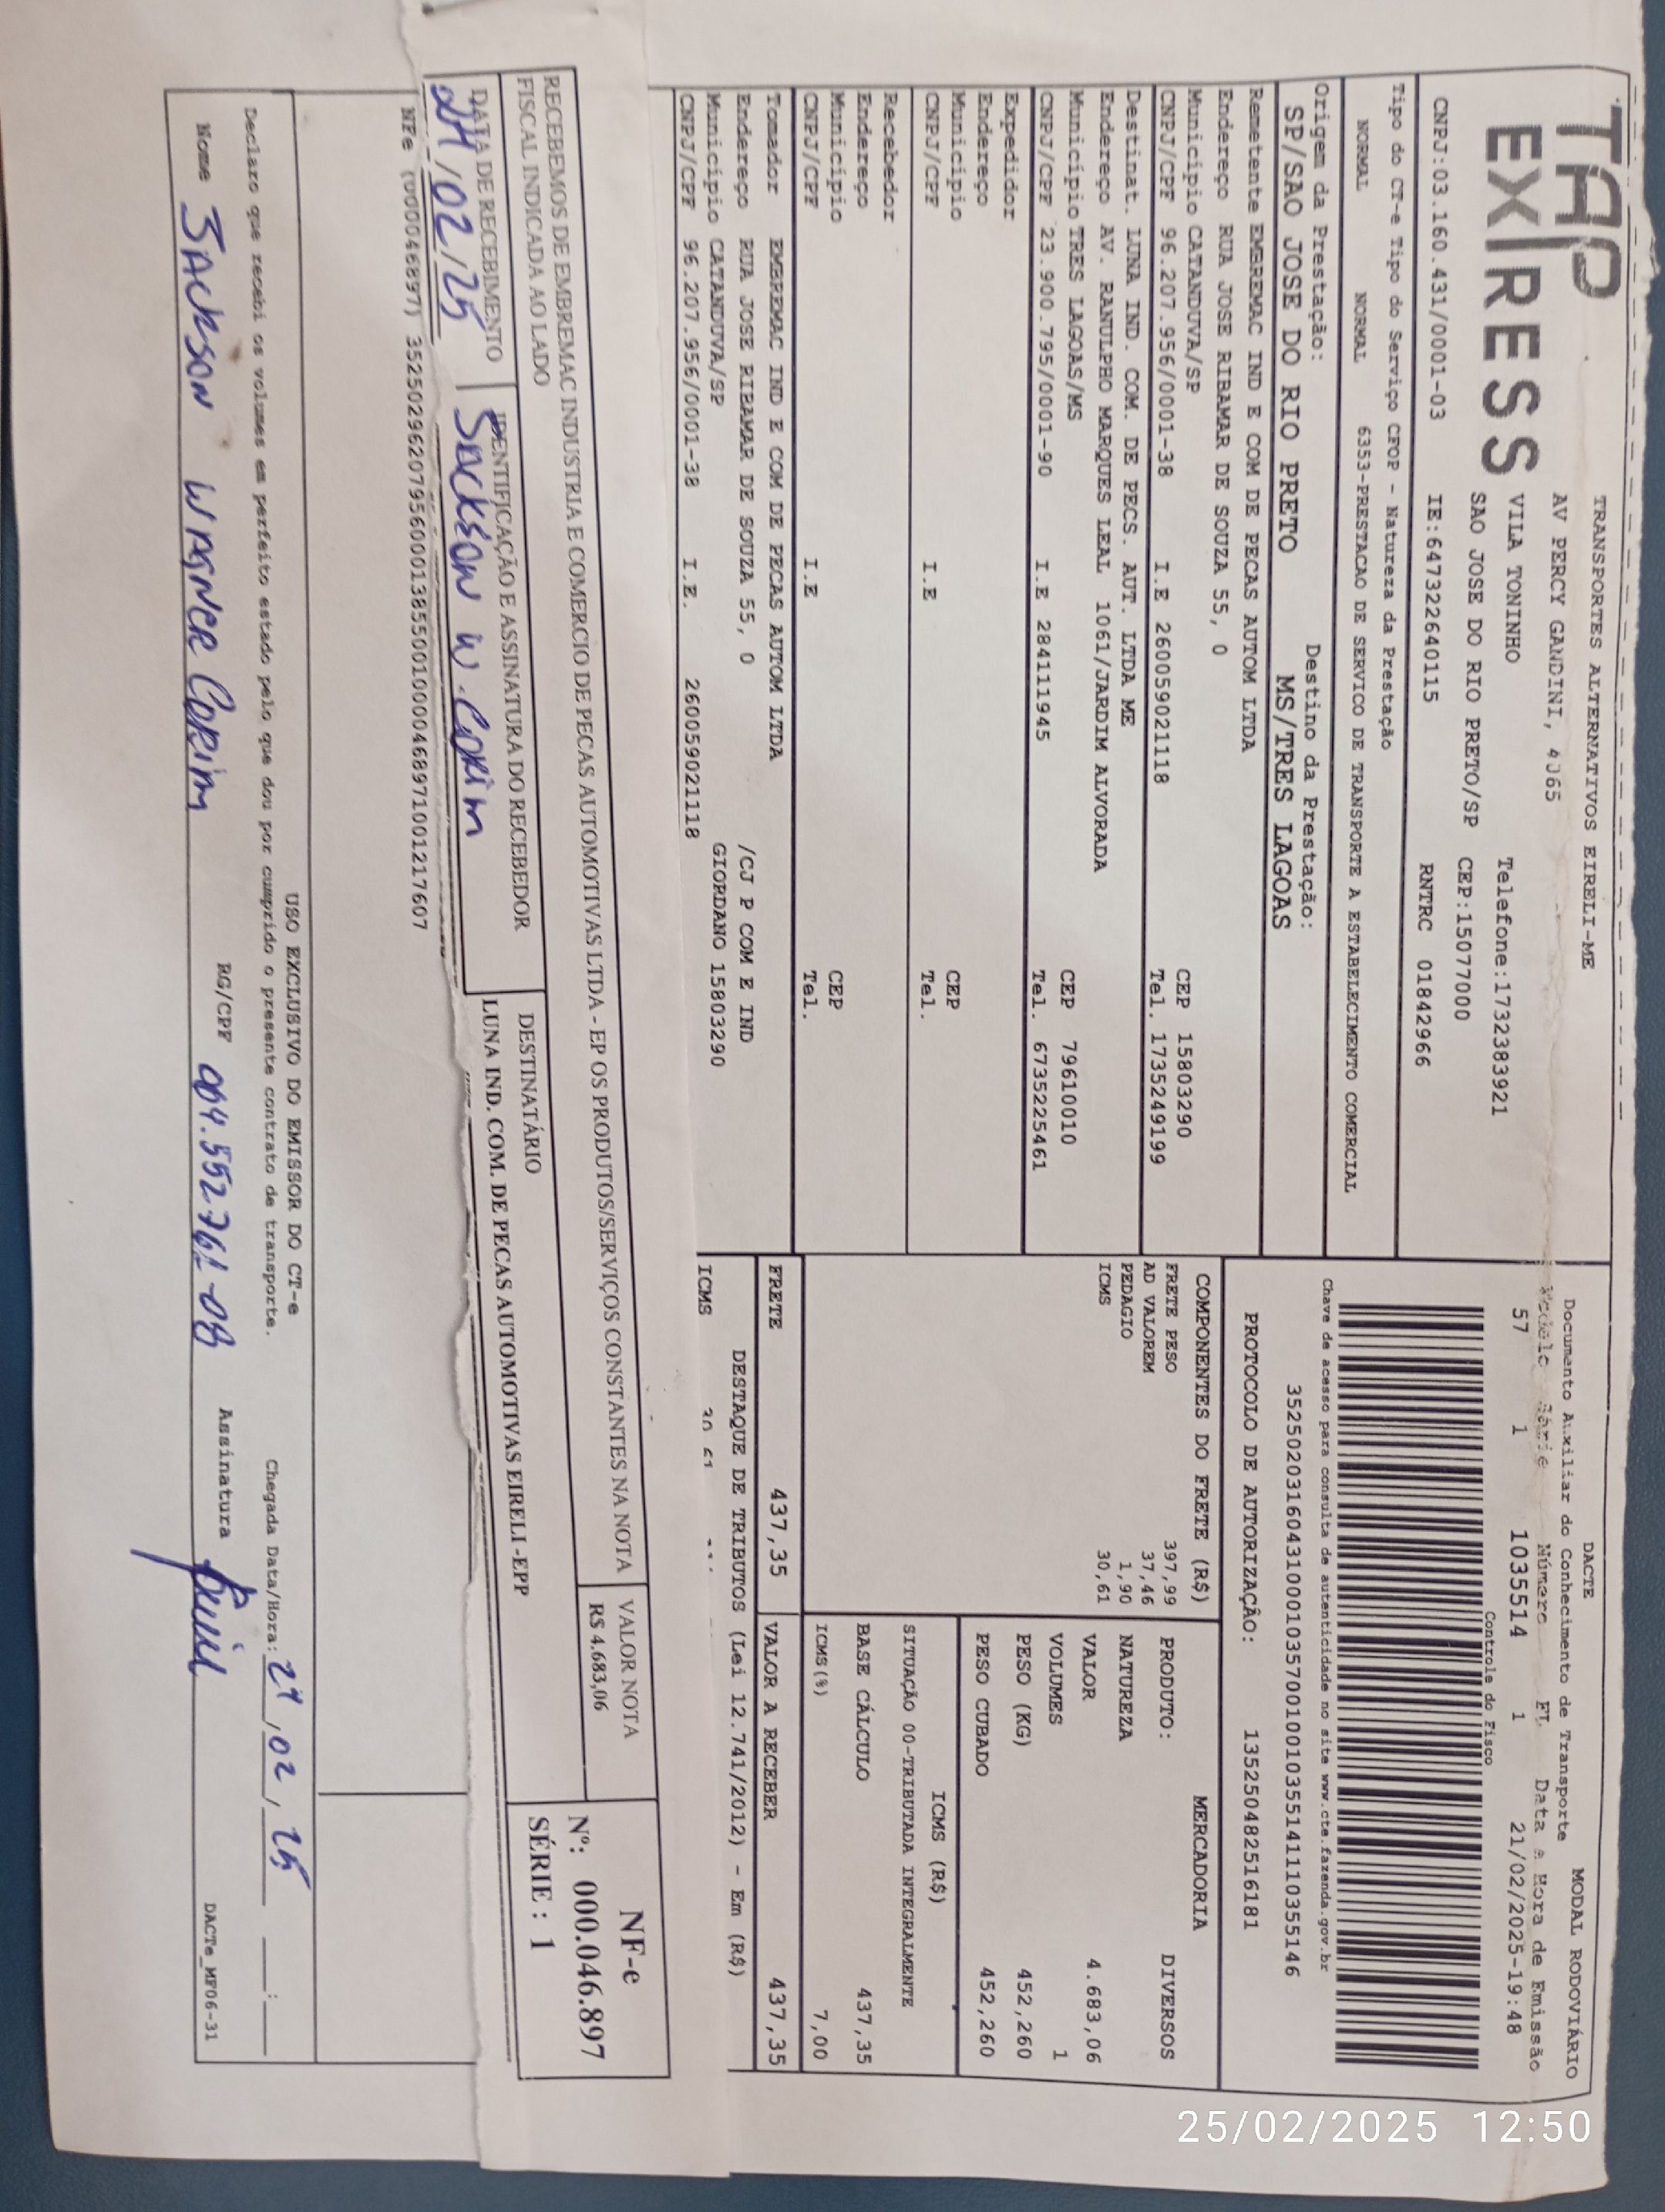 TAP
EXPRESS
TRANSPORTES ALTERNATIVOS EIRELI-ME
AV PERCY GANDINI, 4065
VILA TONINHO Telefone:1732383921
SAO JOSE DO RIO PRETO/SP CEP:15077000
CNPJ:03.160.431/0001-03 IE:647322640115 RNTRC 01842966
DACTE
Documento Auxiliar do Conhecimento de Transporte
MODAL RODOVIÁRIO
Modelo Série Número FL Data e Hora de Emissão
57 1 103514 1 21/02/2025-19:48
Controle do Fisco
Chave de acesso para consulta de autenticidade no site www.cte.fazenda.gov.br
35250203160431000103570010001035141110355146
PROTOCOLO DE AUTORIZAÇÃO: 135250482516181
Tipo do CT-e Tipo do Serviço CFOP - Natureza da Prestação
NORMAL NORMAL 6353-PRESTACAO DE SERVICO DE TRANSPORTE A ESTABELECIMENTO COMERCIAL
Origem da Prestação: Destino da Prestação:
SP/SAO JOSE DO RIO PRETO MS/TRES LAGOAS
Remetente EMBREMAC IND E COM DE PECAS AUTOM LTDA
Endereço RUA JOSE RIBAMAR DE SOUZA 55, 0
Município CATANDUVA/SP CEP 15803290
CNPJ/CPF 96.207.956/0001-38 I.E 260059021118 Tel. 1735249199
Destinat. LUNA IND. COM. DE PECS. AUT. LTDA ME
Endereço AV. RANULPHO MARQUES LEAL 1061/JARDIM ALVORADA
Município TRES LAGOAS/MS CEP 79610010
CNPJ/CPF 23.900.795/0001-90 I.E 284111945 Tel. 6735225461
Expedidor
Endereço
Município CEP
CNPJ/CPF I.E Tel.
Recebedor
Endereço
Município CEP
CNPJ/CPF I.E Tel.
Tomador EMBREMAC IND E COM DE PECAS AUTOM LTDA
Endereço RUA JOSE RIBAMAR DE SOUZA 55, 0 /CJ P COM E IND
Município CATANDUVA/SP GIORDANO 15803290
CNPJ/CPF 96.207.956/0001-38 I.E. 260059021118
COMPONENTES DO FRETE (R$)
FRETE PESO 397,99
AD VALOREM 37,46
PEDAGIO 1,90
ICMS 30,61
MERCADORIA
PRODUTO: DIVERSOS
NATUREZA
VALOR 4.683,06
VOLUMES 1
PESO (KG) 452,260
PESO CUBADO 452,260
ICMS (R$)
SITUAÇÃO 00-TRIBUTADA INTEGRALMENTE
BASE CÁLCULO 437,35
ICMS(%) 7,00
FRETE 437,35 VALOR A RECEBER 437,35
DESTAQUE DE TRIBUTOS (Lei 12.741/2012) - Em (R$)
ICMS
RECEBEMOS DE EMBREMAC INDUSTRIA E COMERCIO DE PECAS AUTOMOTIVAS LTDA - EP OS PRODUTOS/SERVIÇOS CONSTANTES NA NOTA
FISCAL INDICADA AO LADO
VALOR NOTA
R$ 4.683,06
NF-e
Nº: 000.046.897
SÉRIE : 1
DATA DE RECEBIMENTO
24/02/25
IDENTIFICAÇÃO E ASSINATURA DO RECEBEDOR
Jackson W. Corim
DESTINATÁRIO
LUNA IND. COM. DE PECAS AUTOMOTIVAS EIRELI -EPP
NFe (000046897) 35250296207956000138550010000468971001217607
USO EXCLUSIVO DO EMISSOR DO CT-e
Declaro que recebi os volumes em perfeito estado pelo que dou por cumprido o presente contrato de transporte.
Chegada Data/Hora: 24/02/25 __:__
Nome Jackson Wagner Corim RG/CPF 004.552.761-08 Assinatura
DACTe_MF06-31
25/02/2025 12:50